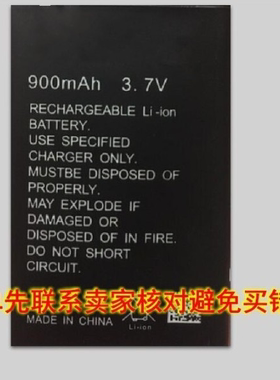 900mAh 3.7V
RECHARGEABLE Li-ion
BATTERY.
USE SPECIFIED
CHARGER ONLY.
MUSTBE DISPOSED OF
PROPERLY.
MAY EXPLODE IF
DAMAGED OR
DISPOSED OF IN FIRE.
DO NOT SHORT
CIRCUIT.
先联系卖家核对避免买错
MADE IN CHINA
Li-ion